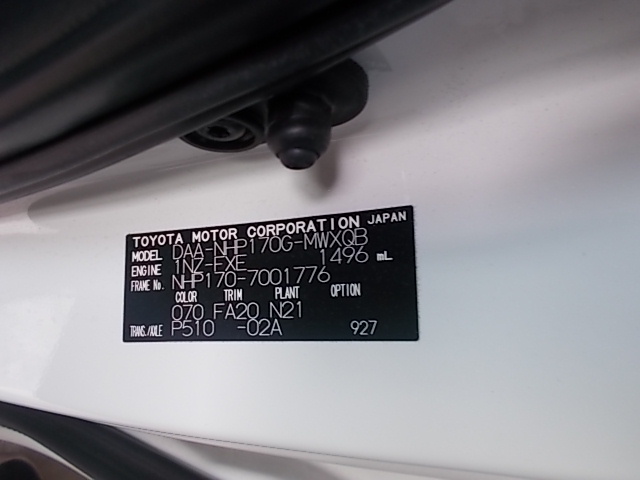 TOYOTA MOTOR CORPORATION JAPAN
MODEL DAA-NHP170G-MWXQB
ENGINE 1NZ-FXE 1496 mL
FRAME No. NHP170-7001776
COLOR TRIM PLANT OPTION
070 FA20 N21
TRANS./AXLE P510 -02A 927